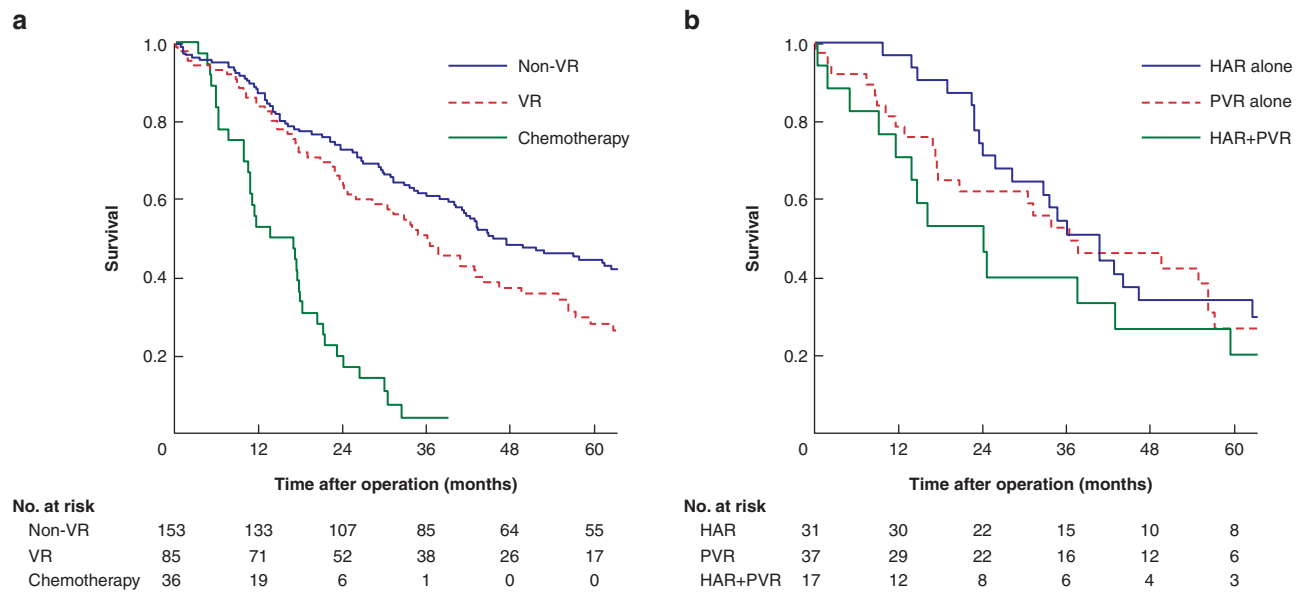 a
1.0
0.8
0.6
0.4
0.2
0
12
24
36
48
60
Survival
Time after operation (months)
Non-VR
VR
Chemotherapy
No. at risk
Non-VR 153 133 107 85 64 55
VR 85 71 52 38 26 17
Chemotherapy 36 19 6 1 0 0
b
1.0
0.8
0.6
0.4
0.2
0
12
24
36
48
60
Survival
Time after operation (months)
HAR alone
PVR alone
HAR+PVR
No. at risk
HAR 31 30 22 15 10 8
PVR 37 29 22 16 12 6
HAR+PVR 17 12 8 6 4 3